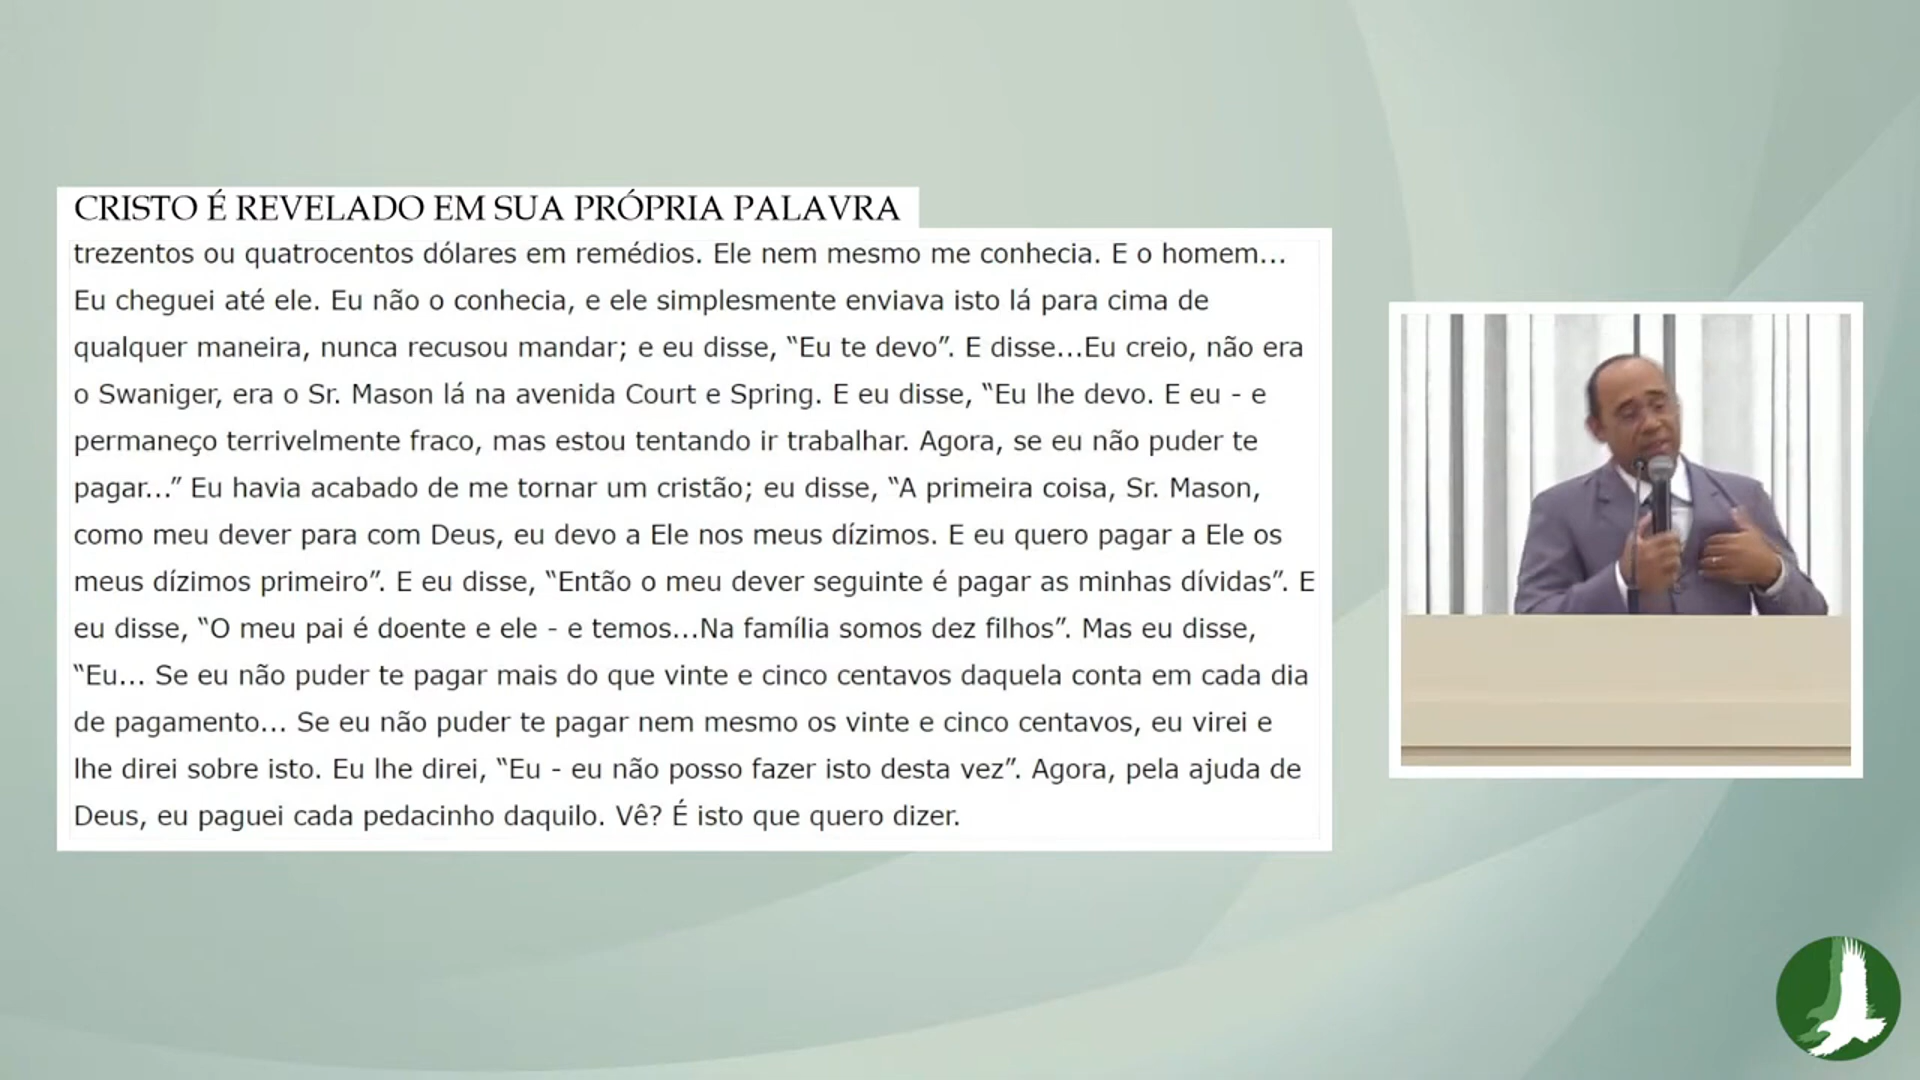 CRISTO É REVELADO EM SUA PRÓPRIA PALAVRA
trezentos ou quatrocentos dólares em remédios. Ele nem mesmo me conhecia. E o homem...
Eu cheguei até ele. Eu não o conhecia, e ele simplesmente enviava isto lá para cima de
qualquer maneira, nunca recusou mandar; e eu disse, “Eu te devo”. E disse...Eu creio, não era
o Swaniger, era o Sr. Mason lá na avenida Court e Spring. E eu disse, “Eu lhe devo. E eu - e
permaneço terrivelmente fraco, mas estou tentando ir trabalhar. Agora, se eu não puder te
pagar...” Eu havia acabado de me tornar um cristão; eu disse, “A primeira coisa, Sr. Mason,
como meu dever para com Deus, eu devo a Ele nos meus dízimos. E eu quero pagar a Ele os
meus dízimos primeiro”. E eu disse, “Então o meu dever seguinte é pagar as minhas dívidas”. E
eu disse, “O meu pai é doente e ele - e temos...Na família somos dez filhos”. Mas eu disse,
“Eu... Se eu não puder te pagar mais do que vinte e cinco centavos daquela conta em cada dia
de pagamento... Se eu não puder te pagar nem mesmo os vinte e cinco centavos, eu virei e
lhe direi sobre isto. Eu lhe direi, “Eu - eu não posso fazer isto desta vez”. Agora, pela ajuda de
Deus, eu paguei cada pedacinho daquilo. Vê? É isto que quero dizer.